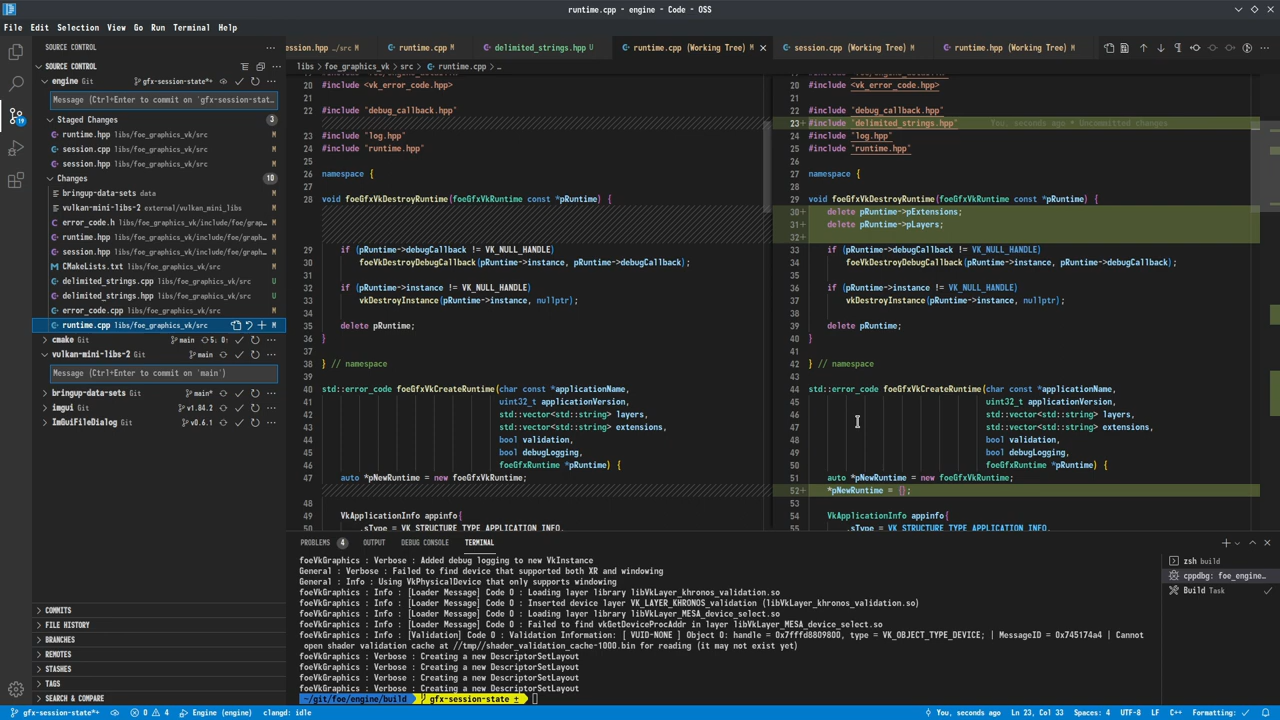 runtime.cpp - engine - Code - OSS
File Edit Selection View Go Run Terminal Help
SOURCE CONTROL
SOURCE CONTROL
engine Git gfx-session-state*
Message (Ctrl+Enter to commit on 'gfx-session-stat…
Staged Changes 3
runtime.hpp libs/foe_graphics_vk/src M
session.cpp libs/foe_graphics_vk/src M
session.hpp libs/foe_graphics_vk/src M
Changes 10
bringup-data-sets data M
vulkan-mini-libs-2 external/vulkan_mini_libs M
error_code.h libs/foe_graphics_vk/include/foe/grap… M
runtime.hpp libs/foe_graphics_vk/include/foe/grap… M
session.hpp libs/foe_graphics_vk/include/foe/grap… M
CMakeLists.txt libs/foe_graphics_vk/src M
delimited_strings.cpp libs/foe_graphics_vk/src U
delimited_strings.hpp libs/foe_graphics_vk/src U
error_code.cpp libs/foe_graphics_vk/src M
runtime.cpp libs/foe_graphics_vk/src M
cmake Git main
vulkan-mini-libs-2 Git main
Message (Ctrl+Enter to commit on 'main')
bringup-data-sets Git main
imgui Git v1.84.2
ImGuiFileDialog Git v0.6.1
COMMITS
FILE HISTORY
BRANCHES
REMOTES
STASHES
TAGS
SEARCH & COMPARE
session.hpp …/src M
runtime.cpp M
delimited_strings.hpp U
runtime.cpp (Working Tree) M
session.cpp (Working Tree) M
runtime.hpp (Working Tree) M
libs > foe_graphics_vk > src > runtime.cpp > …
20 #include <vk_error_code.hpp>
21
22 #include "debug_callback.hpp"
23 #include "log.hpp"
24 #include "runtime.hpp"
25
26 namespace {
27
28 void foeGfxVkDestroyRuntime(foeGfxVkRuntime const *pRuntime) {
29 if (pRuntime->debugCallback != VK_NULL_HANDLE)
30 foeVkDestroyDebugCallback(pRuntime->instance, pRuntime->debugCallback);
31
32 if (pRuntime->instance != VK_NULL_HANDLE)
33 vkDestroyInstance(pRuntime->instance, nullptr);
34
35 delete pRuntime;
36 }
37
38 } // namespace
39
40 std::error_code foeGfxVkCreateRuntime(char const *applicationName,
41 uint32_t applicationVersion,
42 std::vector<std::string> layers,
43 std::vector<std::string> extensions,
44 bool validation,
45 bool debugLogging,
46 foeGfxRuntime *pRuntime) {
47 auto *pNewRuntime = new foeGfxVkRuntime;
48
49 VkApplicationInfo appinfo{
50 .sType = VK_STRUCTURE_TYPE_APPLICATION_INFO,
20 #include <vk_error_code.hpp>
21
22 #include "debug_callback.hpp"
23+ #include "delimited_strings.hpp" You, seconds ago • Uncommitted changes
24 #include "log.hpp"
25 #include "runtime.hpp"
26
27 namespace {
28
29 void foeGfxVkDestroyRuntime(foeGfxVkRuntime const *pRuntime) {
30+ delete pRuntime->pExtensions;
31+ delete pRuntime->pLayers;
32+
33 if (pRuntime->debugCallback != VK_NULL_HANDLE)
34 foeVkDestroyDebugCallback(pRuntime->instance, pRuntime->debugCallback);
35
36 if (pRuntime->instance != VK_NULL_HANDLE)
37 vkDestroyInstance(pRuntime->instance, nullptr);
38
39 delete pRuntime;
40 }
41
42 } // namespace
43
44 std::error_code foeGfxVkCreateRuntime(char const *applicationName,
45 uint32_t applicationVersion,
46 std::vector<std::string> layers,
47 std::vector<std::string> extensions,
48 bool validation,
49 bool debugLogging,
50 foeGfxRuntime *pRuntime) {
51 auto *pNewRuntime = new foeGfxVkRuntime;
52+ *pNewRuntime = {};
53
54 VkApplicationInfo appinfo{
55 .sType = VK_STRUCTURE_TYPE_APPLICATION_INFO,
PROBLEMS 4 OUTPUT DEBUG CONSOLE TERMINAL
foeVkGraphics : Verbose : Added debug logging to new VkInstance
General : Verbose : Failed to find device that supported both XR and windowing
General : Info : Using VkPhysicalDevice that only supports windowing
foeVkGraphics : Info : [Loader Message] Code 0 : Loading layer library libVkLayer_khronos_validation.so
foeVkGraphics : Info : [Loader Message] Code 0 : Inserted device layer VK_LAYER_KHRONOS_validation (libVkLayer_khronos_validation.so)
foeVkGraphics : Info : [Loader Message] Code 0 : Loading layer library libVkLayer_MESA_device_select.so
foeVkGraphics : Info : [Loader Message] Code 0 : Failed to find vkGetDeviceProcAddr in layer libVkLayer_MESA_device_select.so
foeVkGraphics : Info : [Validation] Code 0 : Validation Information: [ VUID-NONE ] Object 0: handle = 0x7fffd8809800, type = VK_OBJECT_TYPE_DEVICE; | MessageID = 0x745174a4 | Cannot
open shader validation cache at //tmp//shader_validation_cache-1000.bin for reading (it may not exist yet)
foeVkGraphics : Verbose : Creating a new DescriptorSetLayout
foeVkGraphics : Verbose : Creating a new DescriptorSetLayout
foeVkGraphics : Verbose : Creating a new DescriptorSetLayout
~/git/foe/engine/build gfx-session-state ±
zsh build
cppdbg: foe_engine…
Build Task
gfx-session-state*+ 0 4 Engine (engine) clangd: idle You, seconds ago Ln 23, Col 33 Spaces: 4 UTF-8 LF C++ Formatting: ✓